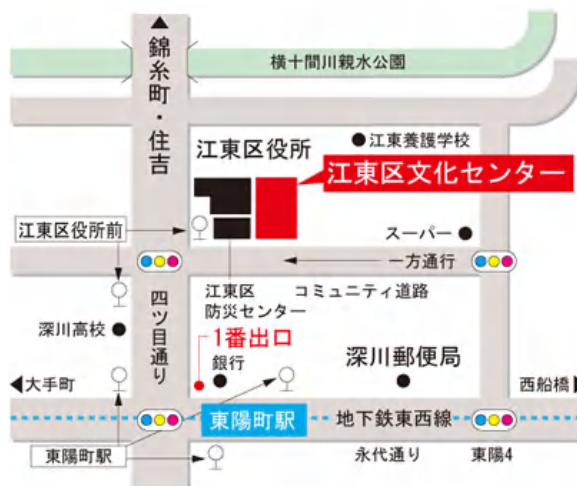 錦糸町・住吉
横十間川親水公園
江東区役所
江東養護学校
江東区文化センター
江東区役所前
スーパー
一方通行
四ツ目通り
江東区
防災センター
コミュニティ道路
深川高校
1番出口
銀行
深川郵便局
大手町
西船橋
東陽町駅
地下鉄東西線
東陽町駅
永代通り
東陽4